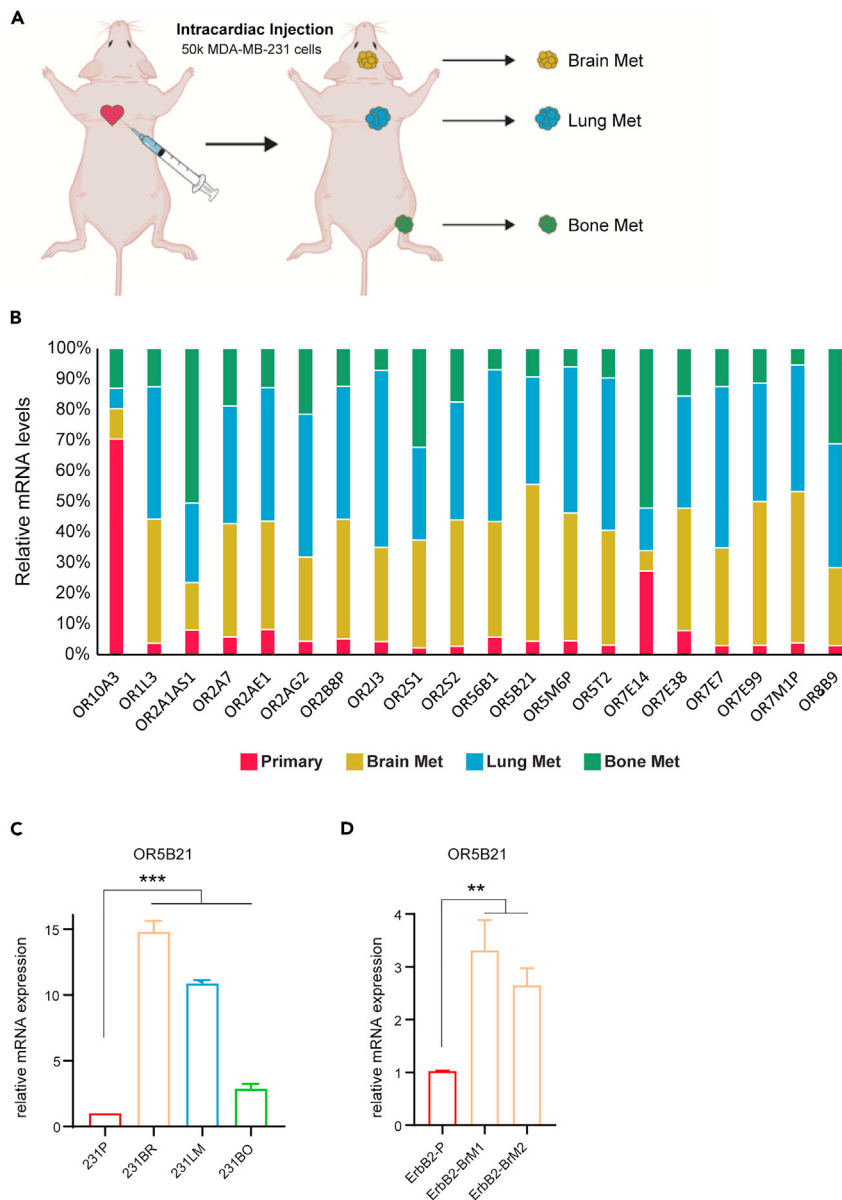 A
Intracardiac Injection
50k MDA-MB-231 cells
Brain Met
Lung Met
Bone Met
B
Relative mRNA levels
100%
90%
80%
70%
60%
50%
40%
30%
20%
10%
0%
OR10A3
OR1L3
OR2A1AS1
OR2A7
OR2AE1
OR2AG2
OR2B8P
OR2J3
OR2S1
OR2S2
OR56B1
OR5B21
OR5M6P
OR5T2
OR7E14
OR7E38
OR7E7
OR7E99
OR7M1P
OR8B9
Primary Brain Met Lung Met Bone Met
C
OR5B21
***
relative mRNA expression
15
10
5
0
231P
231BR
231LM
231BO
D
OR5B21
**
relative mRNA expression
4
3
2
1
0
ErbB2-P
ErbB2-BrM1
ErbB2-BrM2